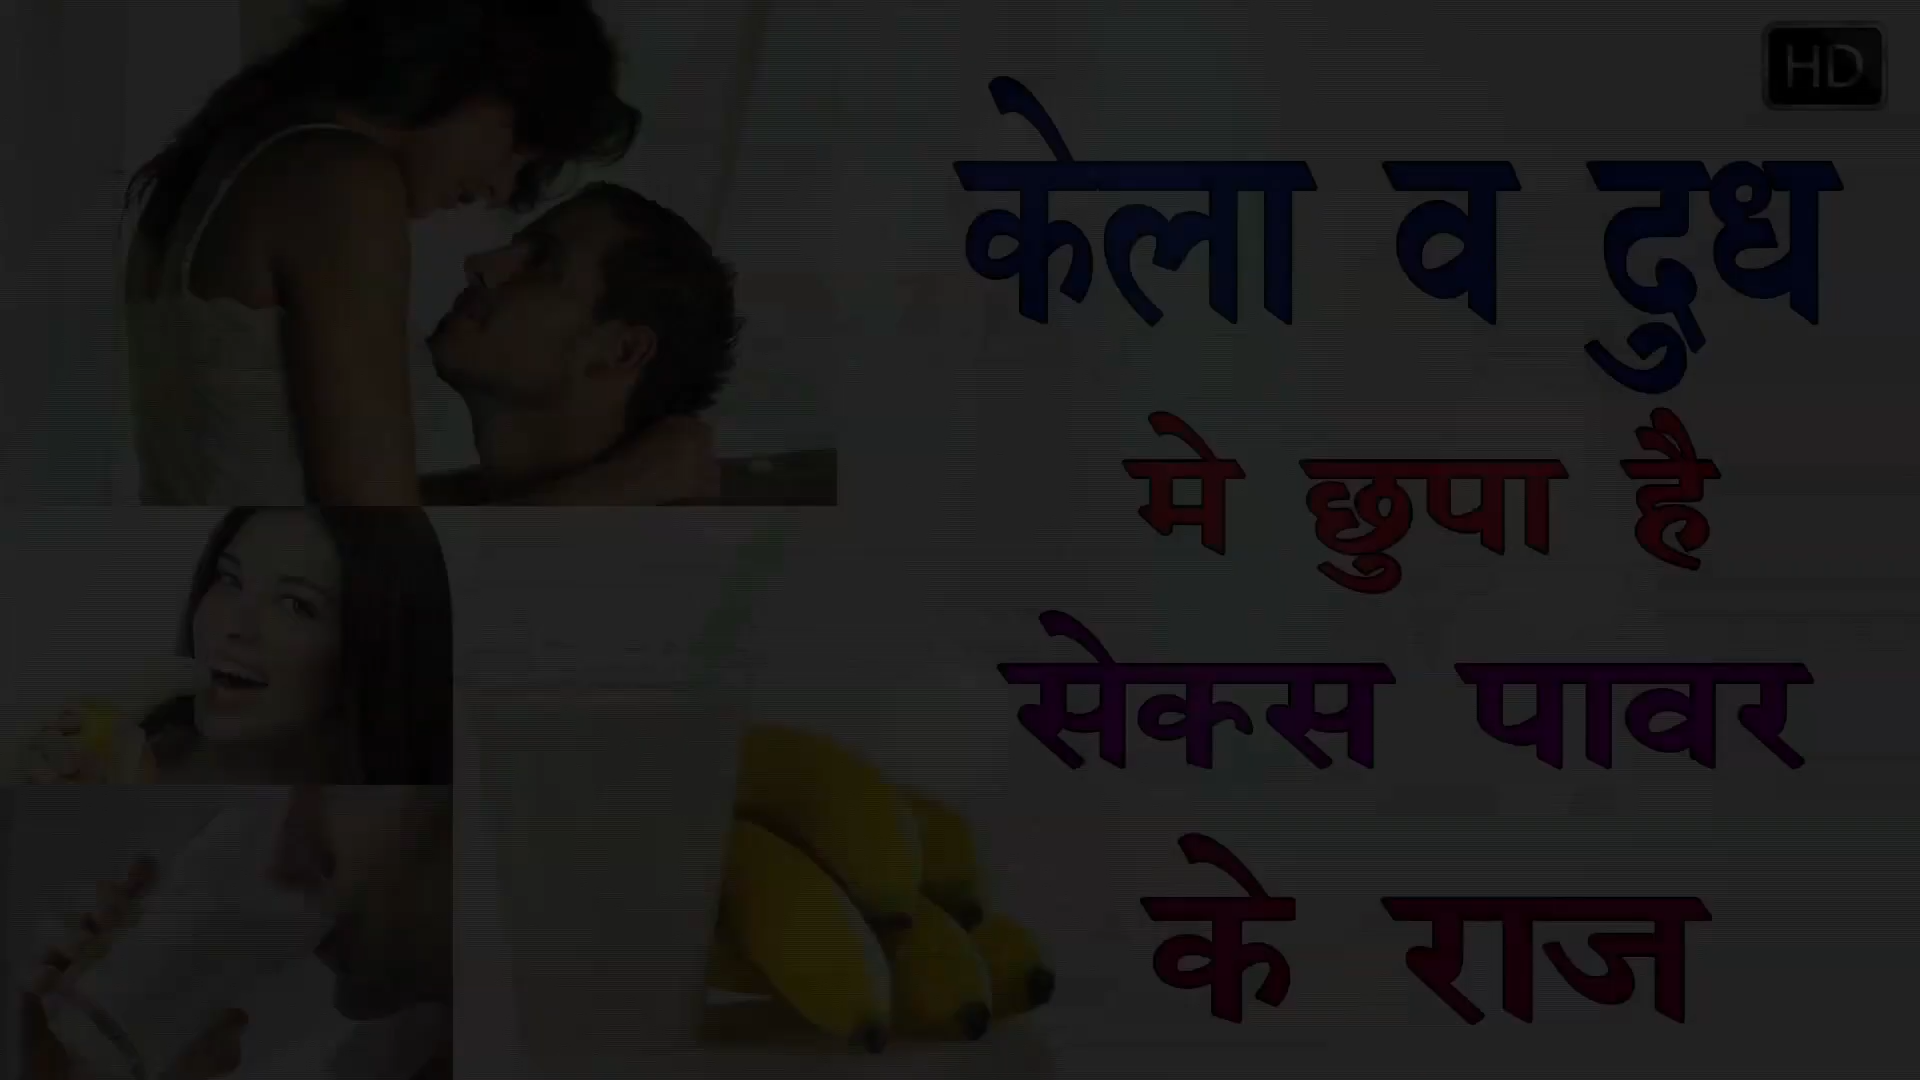 HD
केला व दुध
मे छुपा है
सेकस पावर
के राज